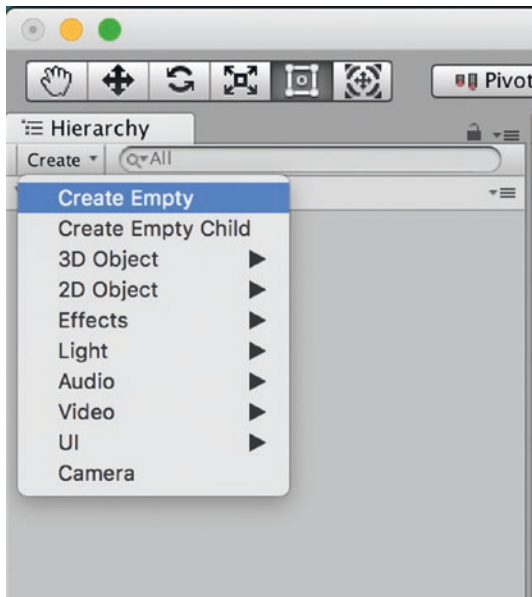 Pivot
Hierarchy
Create All
Create Empty
Create Empty Child
3D Object
2D Object
Effects
Light
Audio
Video
UI
Camera